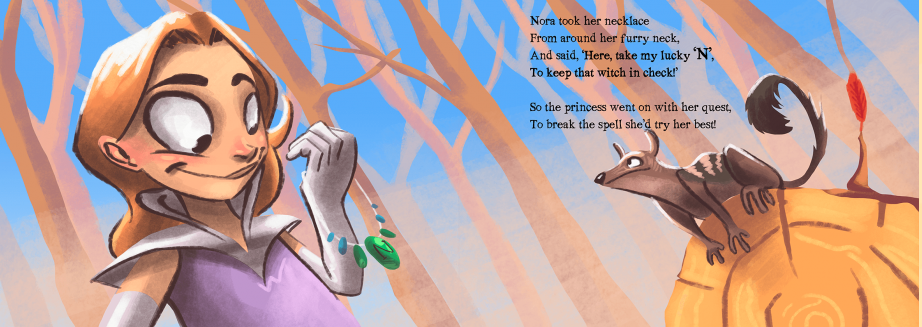 Nora took her necklace
From around her furry neck,
And said, ‘Here, take my lucky ‘N’,
To keep that witch in check!’
So the princess went on with her quest,
To break the spell she’d try her best!